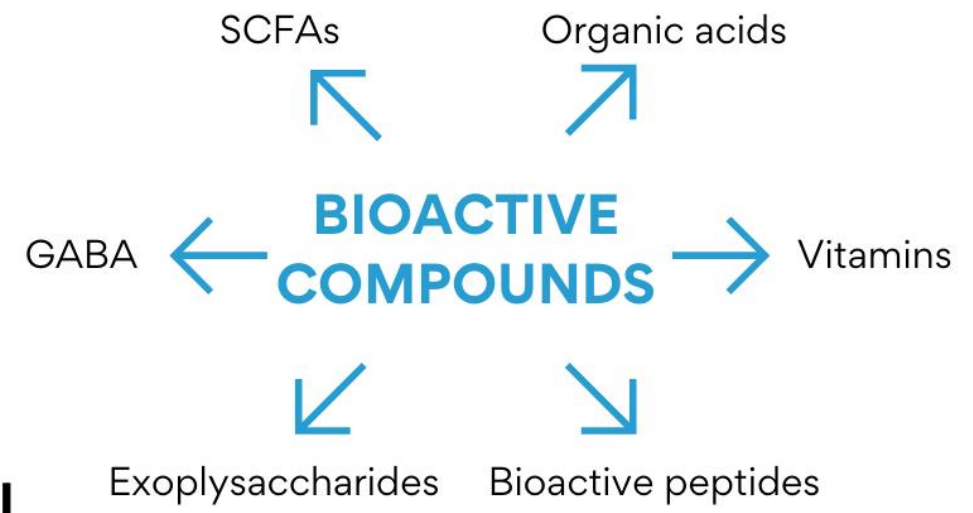 SCFAs
Organic acids
BIOACTIVE
COMPOUNDS
GABA
Vitamins
Exoplysaccharides
Bioactive peptides